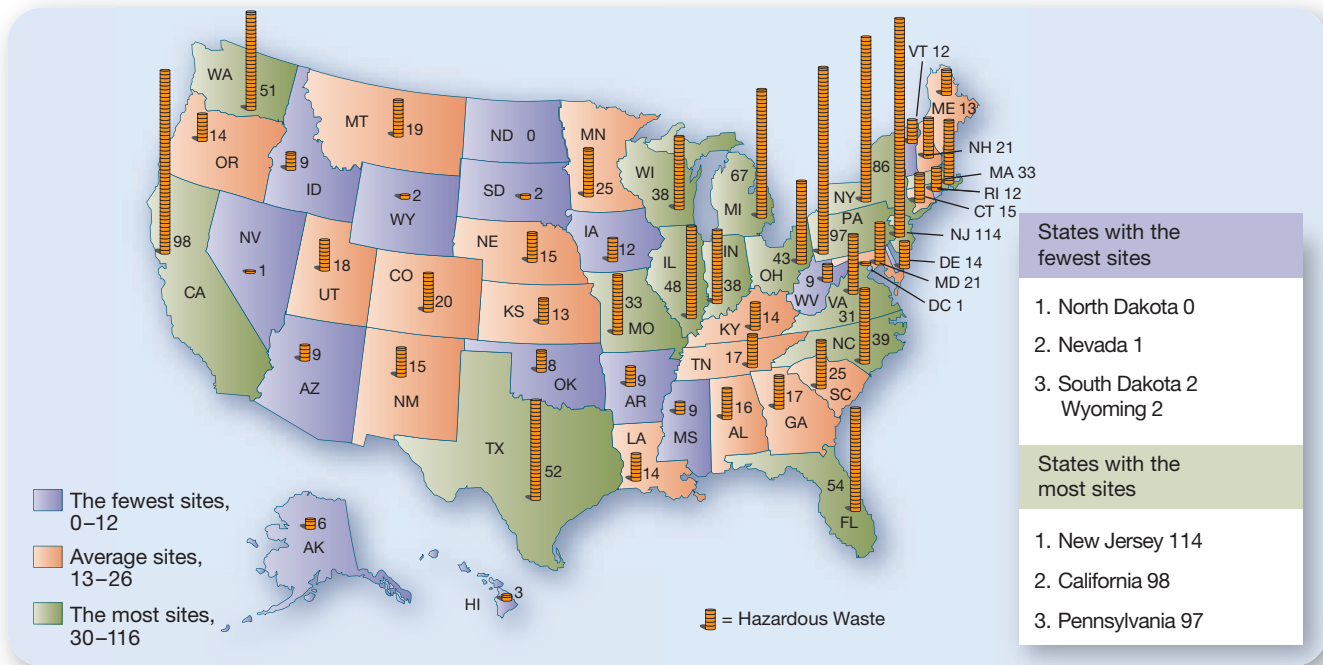 WA
51
14
OR
98
CA
9
ID
NV
1
MT
19
2
WY
18
UT
CO
20
9
AZ
15
NM
ND 0
SD
2
NE
15
KS
13
8
OK
TX
52
MN
25
IA
12
33
MO
9
AR
LA
14
WI
38
67
MI
IL
48
IN
38
43
OH
14
KY
TN
17
9
MS
16
AL
17
GA
25
SC
54
FL
NC
39
VA
31
9
WV
PA
97
NY
86
VT 12
ME 13
NH 21
MA 33
RI 12
CT 15
NJ 114
DE 14
MD 21
DC 1
6
AK
HI
3
The fewest sites,
0–12
Average sites,
13–26
The most sites,
30–116
= Hazardous Waste
States with the
fewest sites
1. North Dakota 0
2. Nevada 1
3. South Dakota 2
Wyoming 2
States with the
most sites
1. New Jersey 114
2. California 98
3. Pennsylvania 97